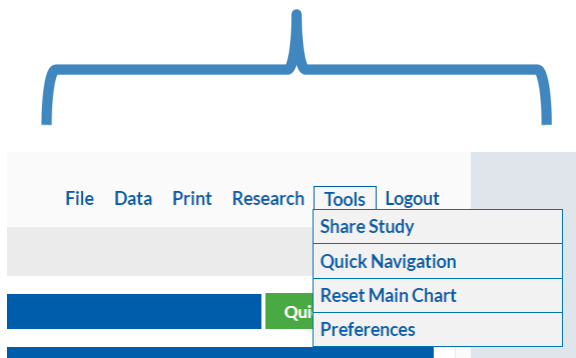 File Data Print Research Tools Logout
Share Study
Quick Navigation
Reset Main Chart
Preferences